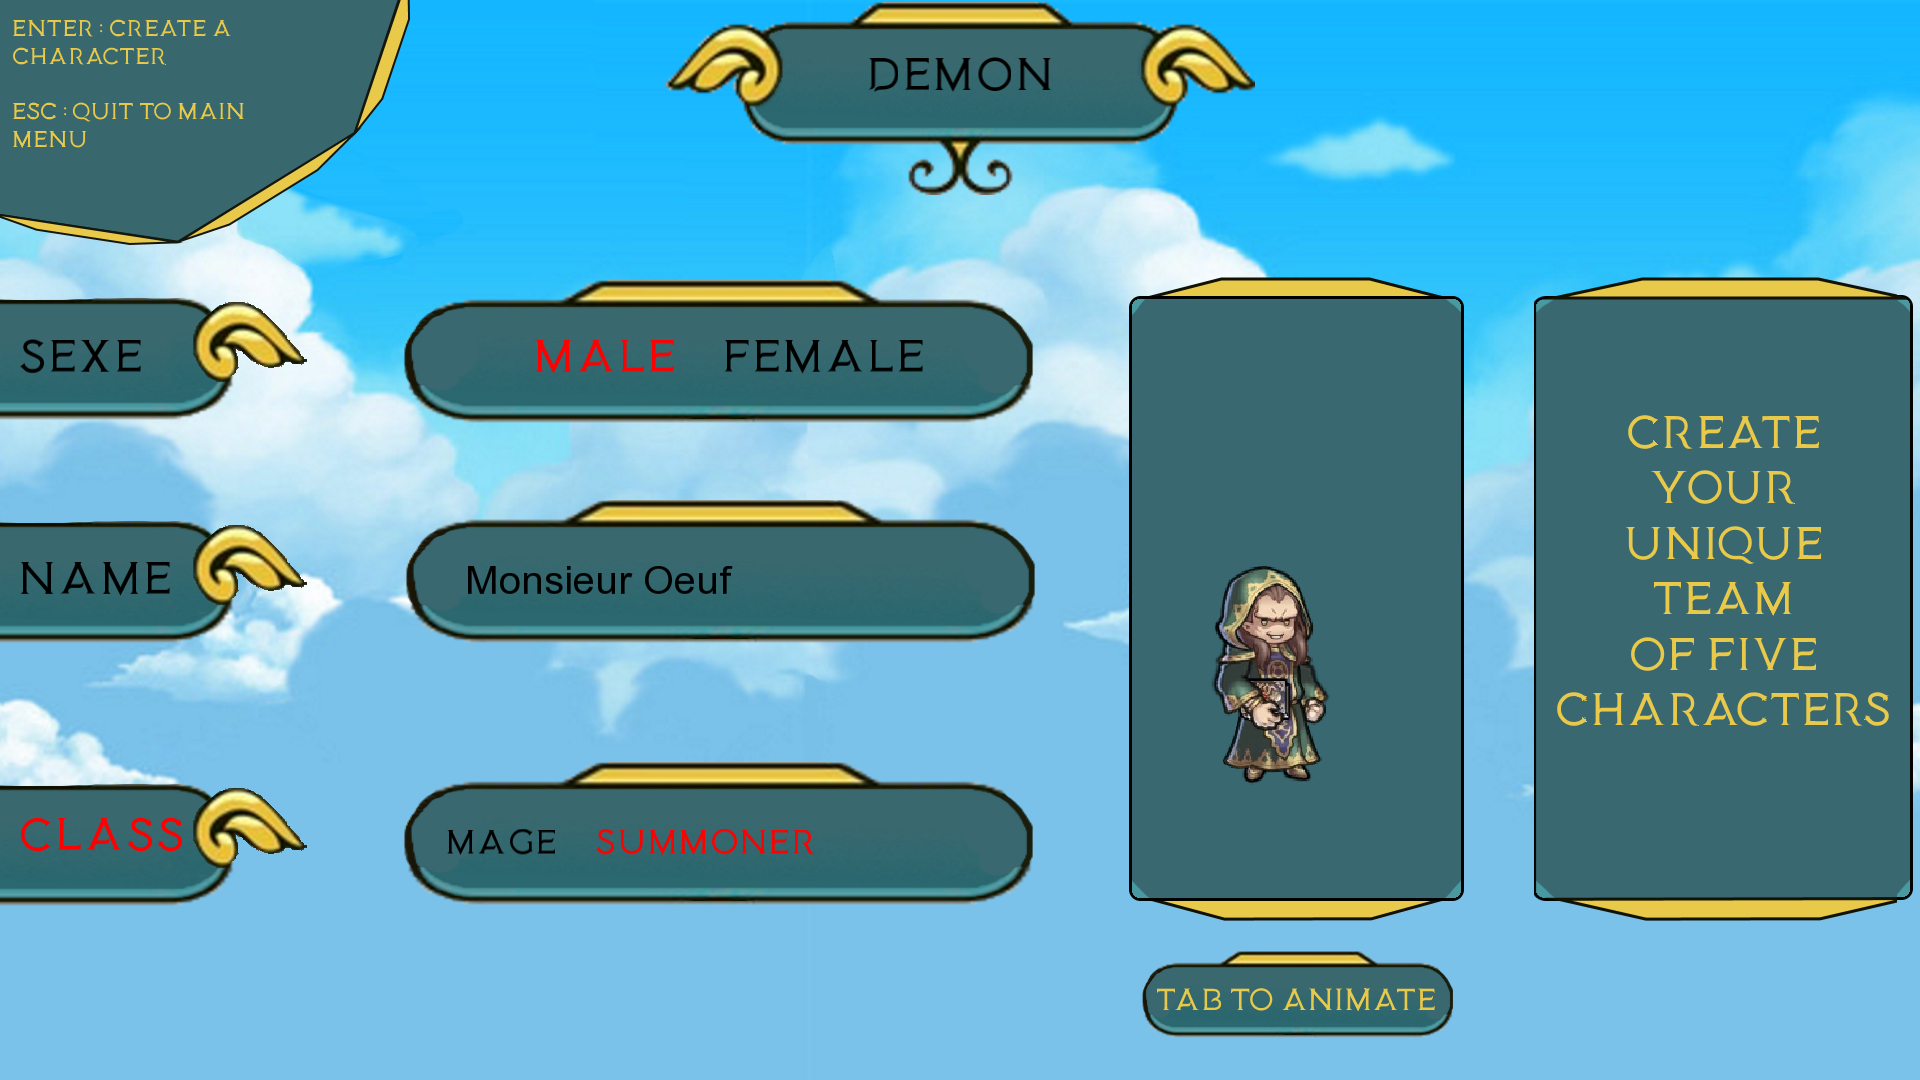 ENTER : CREATE A
CHARACTER
ESC : QUIT TO MAIN
MENU
DEMON
SEXE
MALE FEMALE
NAME
Monsieur Oeuf
CLASS
MAGE SUMMONER
CREATE
YOUR
UNIQUE
TEAM
OF FIVE
CHARACTERS
TAB TO ANIMATE